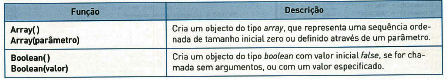 Função
Descrição
Array( )
Array(parâmetro)
Cria um objecto do tipo array, que representa uma sequência orde-
nada de tamanho inicial zero ou definido através de um parâmetro.
Boolean( )
Boolean(valor)
Cria um objecto do tipo boolean com valor inicial false, se for cha-
mada sem argumentos, ou com um valor especificado.